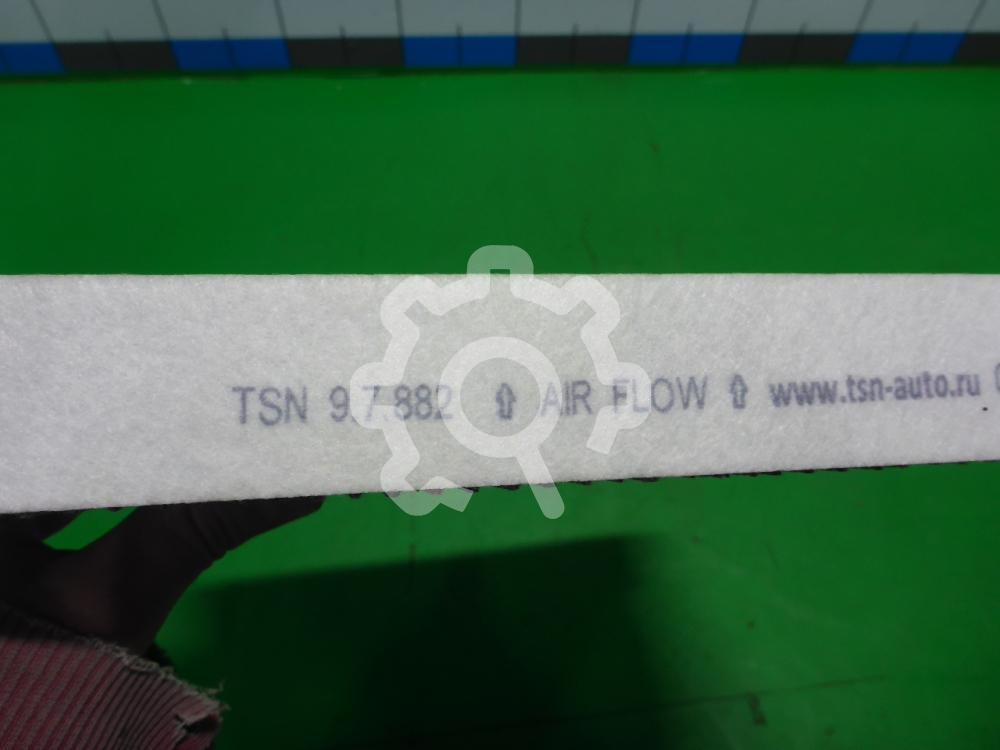 TSN 9.7.882 ⇧ AIR FLOW ⇧ www.tsn-auto.ru